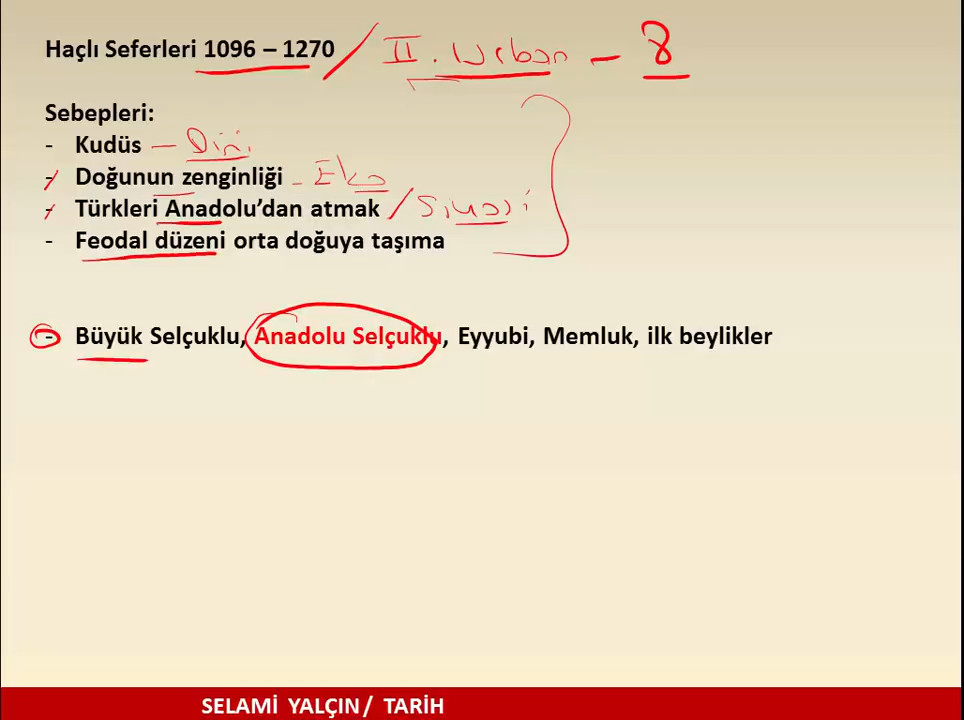 Haçlı Seferleri 1096 – 1270 / II. Urban – 8
Sebepleri:
- Kudüs – Dini
- Doğunun zenginliği - Eko
- Türkleri Anadolu’dan atmak / Siyasi
- Feodal düzeni orta doğuya taşıma
- Büyük Selçuklu, Anadolu Selçuklu, Eyyubi, Memluk, ilk beylikler
SELAMİ YALÇIN/ TARİH